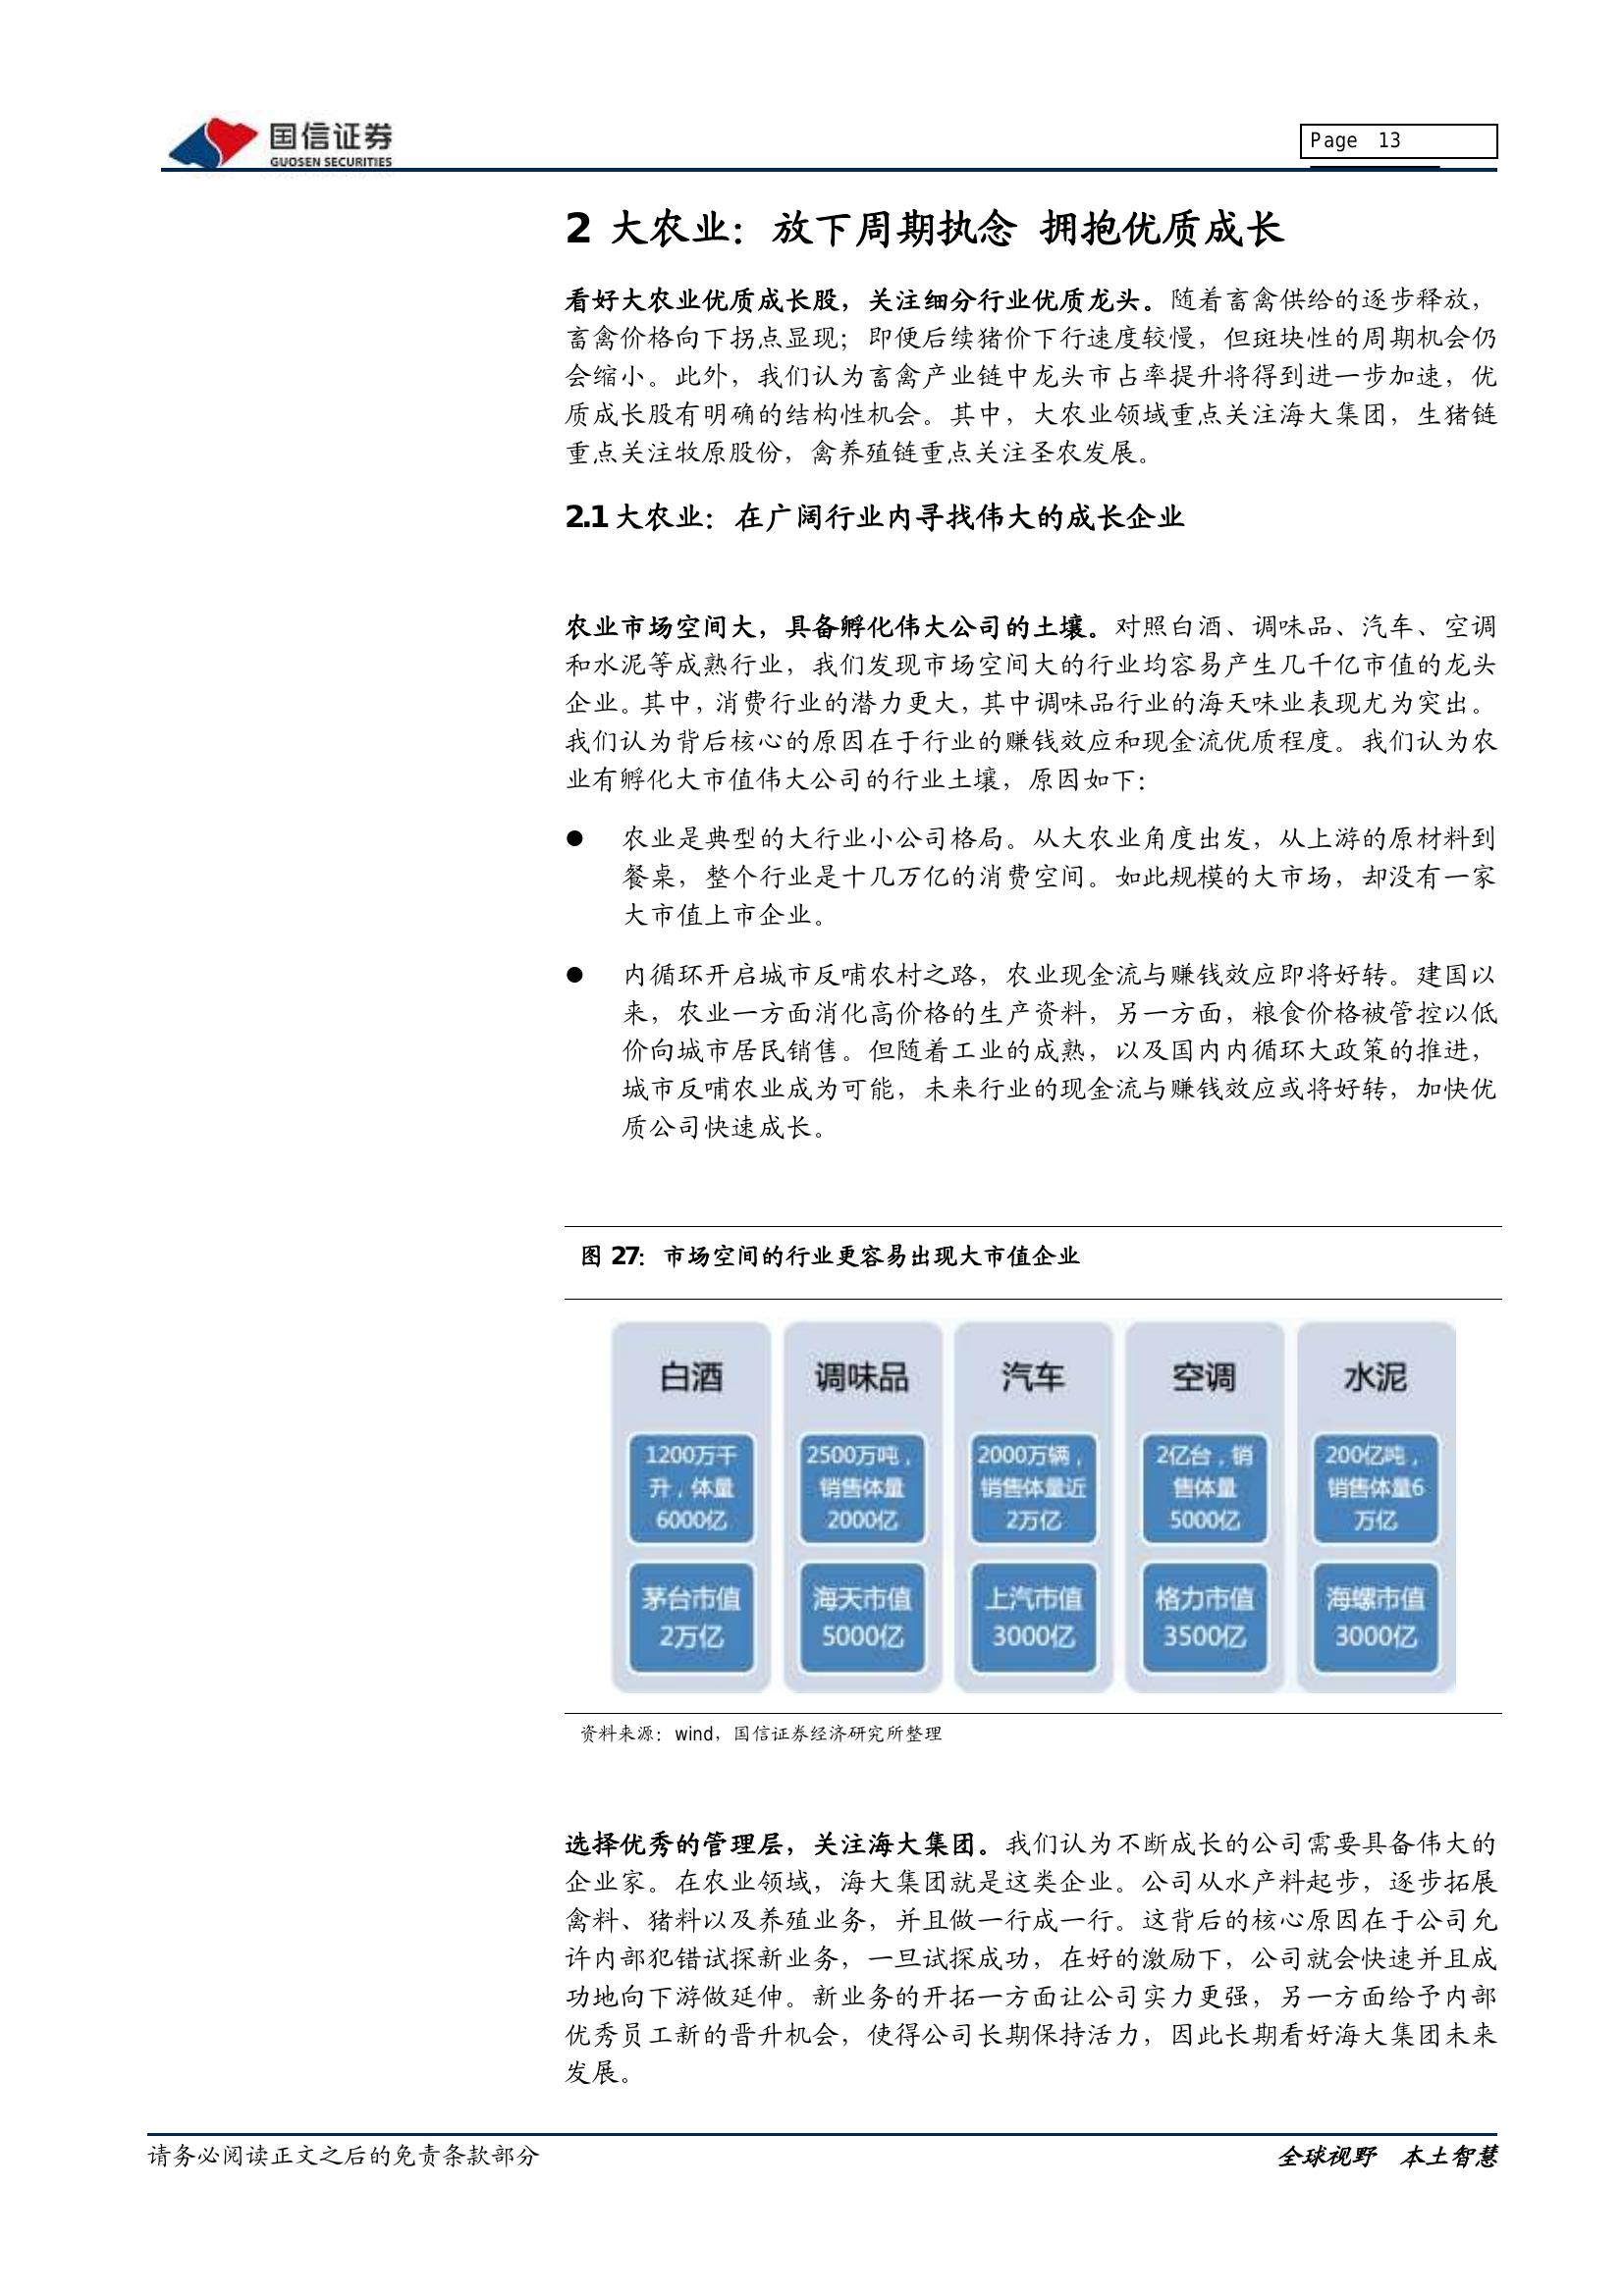 国信证券
GUOSEN SECURITIES
Page 13
2 大农业：放下周期执念 拥抱优质成长
看好大农业优质成长股，关注细分行业优质龙头。随着畜禽供给的逐步释放，
畜禽价格向下拐点显现；即便后续猪价下行速度较慢，但斑块性的周期机会仍
会缩小。此外，我们认为畜禽产业链中龙头市占率提升将得到进一步加速，优
质成长股有明确的结构性机会。其中，大农业领域重点关注海大集团，生猪链
重点关注牧原股份，禽养殖链重点关注圣农发展。
2.1 大农业：在广阔行业内寻找伟大的成长企业
农业市场空间大，具备孵化伟大公司的土壤。对照白酒、调味品、汽车、空调
和水泥等成熟行业，我们发现市场空间大的行业均容易产生几千亿市值的龙头
企业。其中，消费行业的潜力更大，其中调味品行业的海天味业表现尤为突出。
我们认为背后核心的原因在于行业的赚钱效应和现金流优质程度。我们认为农
业有孵化大市值伟大公司的行业土壤，原因如下：
● 农业是典型的大行业小公司格局。从大农业角度出发，从上游的原材料到
餐桌，整个行业是十几万亿的消费空间。如此规模的大市场，却没有一家
大市值上市企业。
● 内循环开启城市反哺农村之路，农业现金流与赚钱效应即将好转。建国以
来，农业一方面消化高价格的生产资料，另一方面，粮食价格被管控以低
价向城市居民销售。但随着工业的成熟，以及国内内循环大政策的推进，
城市反哺农业成为可能，未来行业的现金流与赚钱效应或将好转，加快优
质公司快速成长。
图 27：市场空间的行业更容易出现大市值企业
白酒
1200万千
升，体量
6000亿
茅台市值
2万亿
调味品
2500万吨，
销售体量
2000亿
海天市值
5000亿
汽车
2000万辆，
销售体量近
2万亿
上汽市值
3000亿
空调
2亿台，销
售体量
5000亿
格力市值
3500亿
水泥
200亿吨，
销售体量6
万亿
海螺市值
3000亿
资料来源：wind，国信证券经济研究所整理
选择优秀的管理层，关注海大集团。我们认为不断成长的公司需要具备伟大的
企业家。在农业领域，海大集团就是这类企业。公司从水产料起步，逐步拓展
禽料、猪料以及养殖业务，并且做一行成一行。这背后的核心原因在于公司允
许内部犯错试探新业务，一旦试探成功，在好的激励下，公司就会快速并且成
功地向下游做延伸。新业务的开拓一方面让公司实力更强，另一方面给予内部
优秀员工新的晋升机会，使得公司长期保持活力，因此长期看好海大集团未来
发展。
请务必阅读正文之后的免责条款部分
全球视野 本土智慧